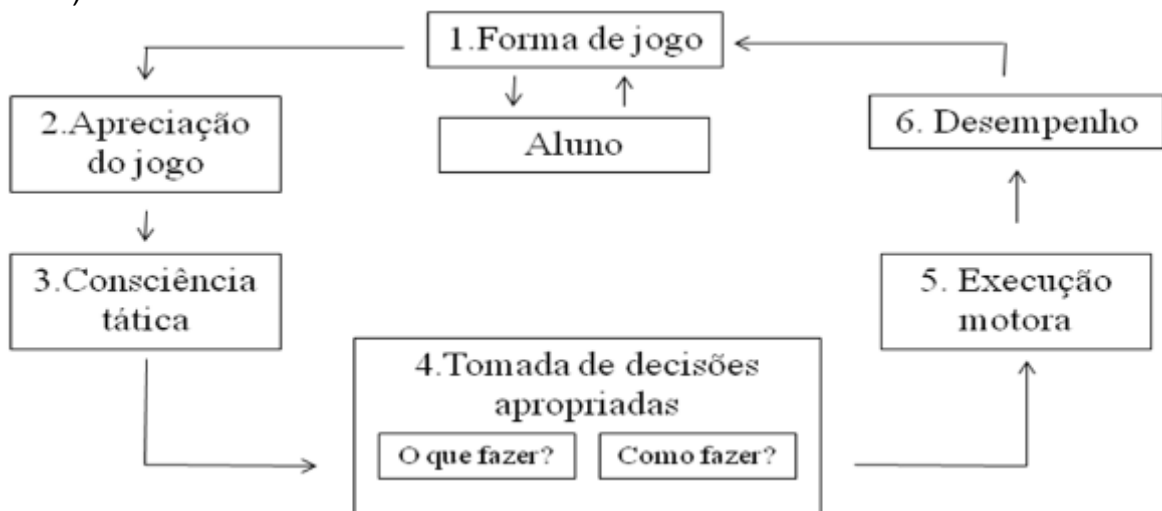 )
1.Forma de jogo
Aluno
2.Apreciação
do jogo
3.Consciência
tática
4.Tomada de decisões
apropriadas
O que fazer?
Como fazer?
5. Execução
motora
6. Desempenho